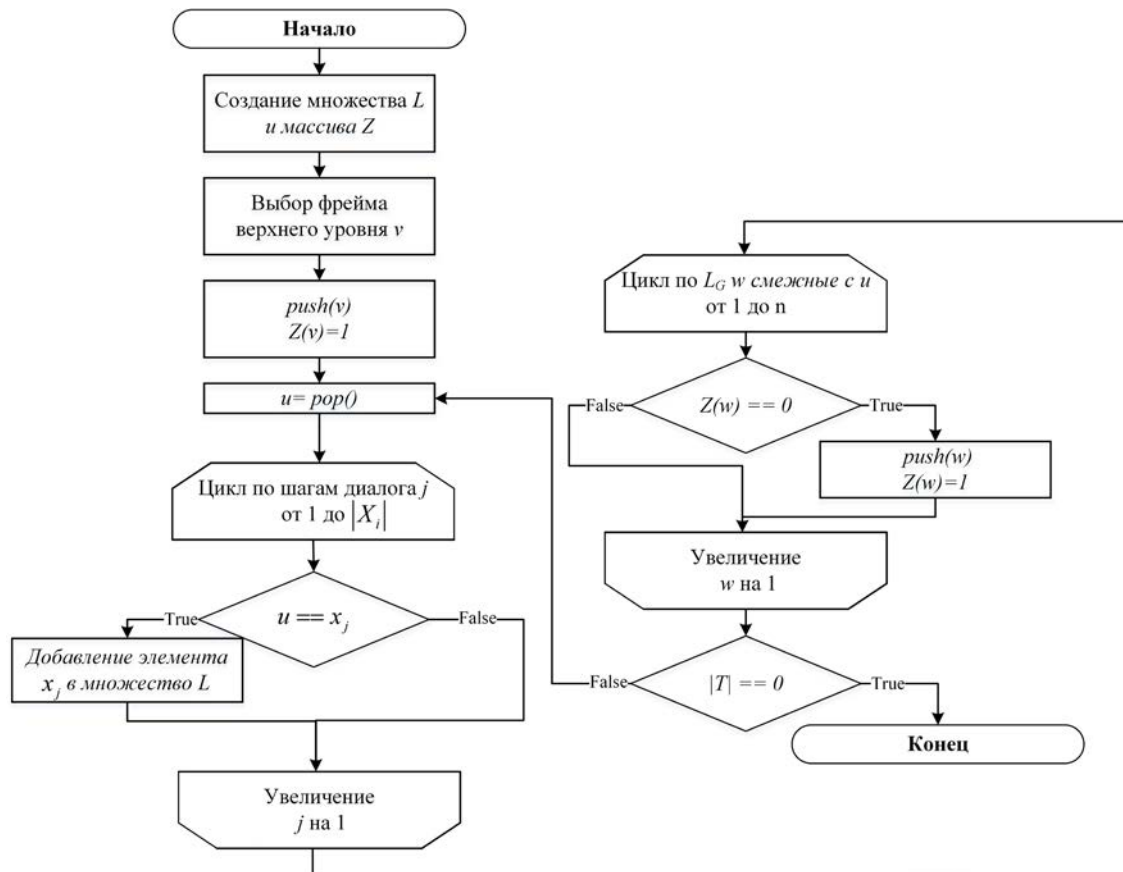 Начало
Создание множества L
и массива Z
Выбор фрейма
верхнего уровня v
push(v)
Z(v)=1
u= pop()
Цикл по шагам диалога j
от 1 до |X_i|
u == x_j
True
False
Добавление элемента
x_j в множество L
Увеличение
j на 1
Цикл по L_G w смежные с u
от 1 до n
Z(w) == 0
False
True
push(w)
Z(w)=1
Увеличение
w на 1
|T| == 0
False
True
Конец